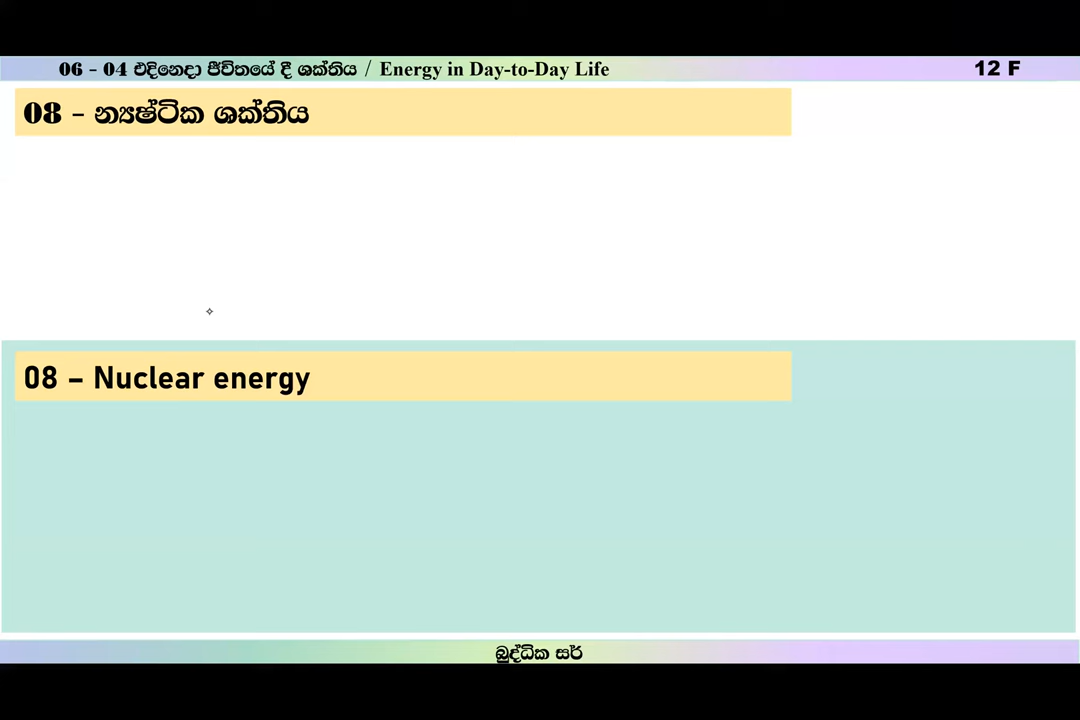 06 - 04 එදිනෙදා ජීවිතයේ දී ශක්තිය / Energy in Day-to-Day Life 12 F
08 - න්‍යෂ්ටික ශක්තිය
08 – Nuclear energy
බුද්ධික සර්